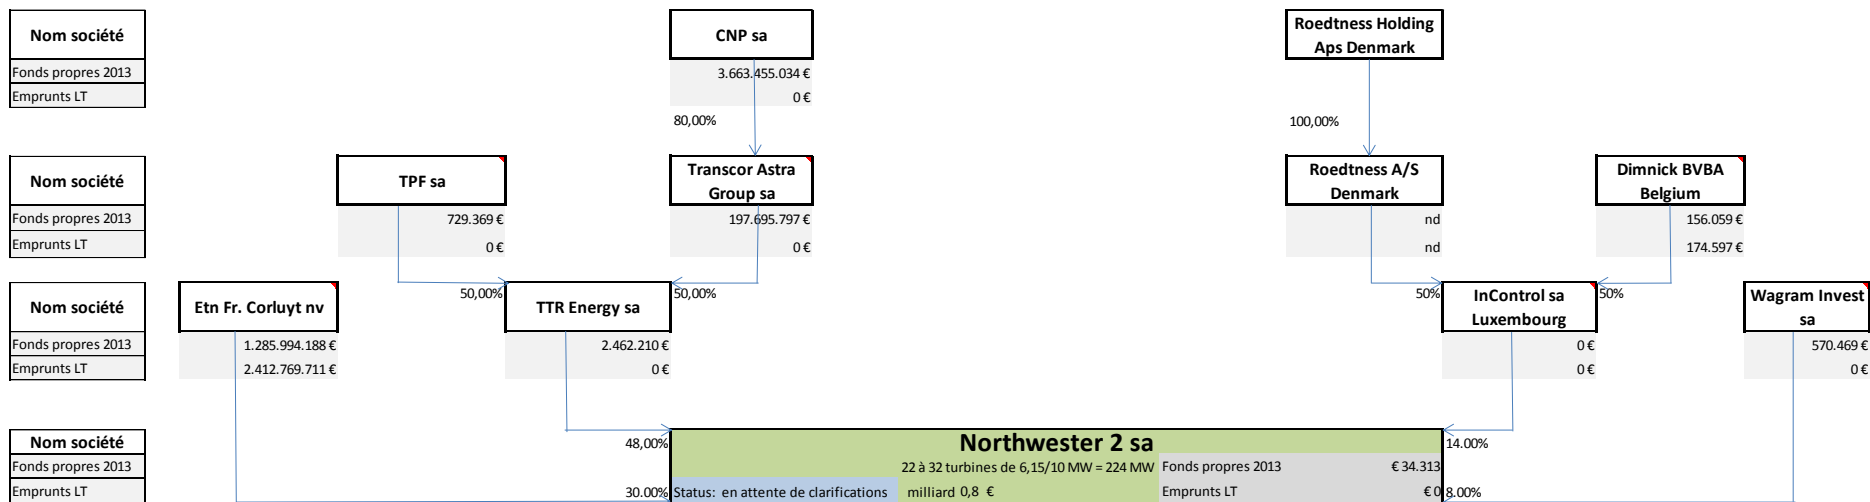 Nom société
CNP sa
Roedtness Holding
Aps Denmark
Fonds propres 2013
3.663.455.034 €
Emprunts LT
0 €
80,00%
100,00%
Nom société
TPF sa
Transcor Astra
Group sa
Roedtness A/S
Denmark
Dimnick BVBA
Belgium
Fonds propres 2013
729.369 €
197.695.797 €
nd
156.059 €
Emprunts LT
0 €
0 €
nd
174.597 €
50,00%
50,00%
50%
50%
Nom société
Etn Fr. Corluyt nv
TTR Energy sa
InControl sa
Luxembourg
Wagram Invest
sa
Fonds propres 2013
1.285.994.188 €
2.462.210 €
0 €
570.469 €
Emprunts LT
2.412.769.711 €
0 €
0 €
0 €
Nom société
48,00%
Northwester 2 sa
14.00%
Fonds propres 2013
22 à 32 turbines de 6,15/10 MW = 224 MW
Fonds propres 2013
€ 34.313
Emprunts LT
30.00%
Status: en attente de clarifications
milliard 0,8 €
Emprunts LT
€ 0
8.00%